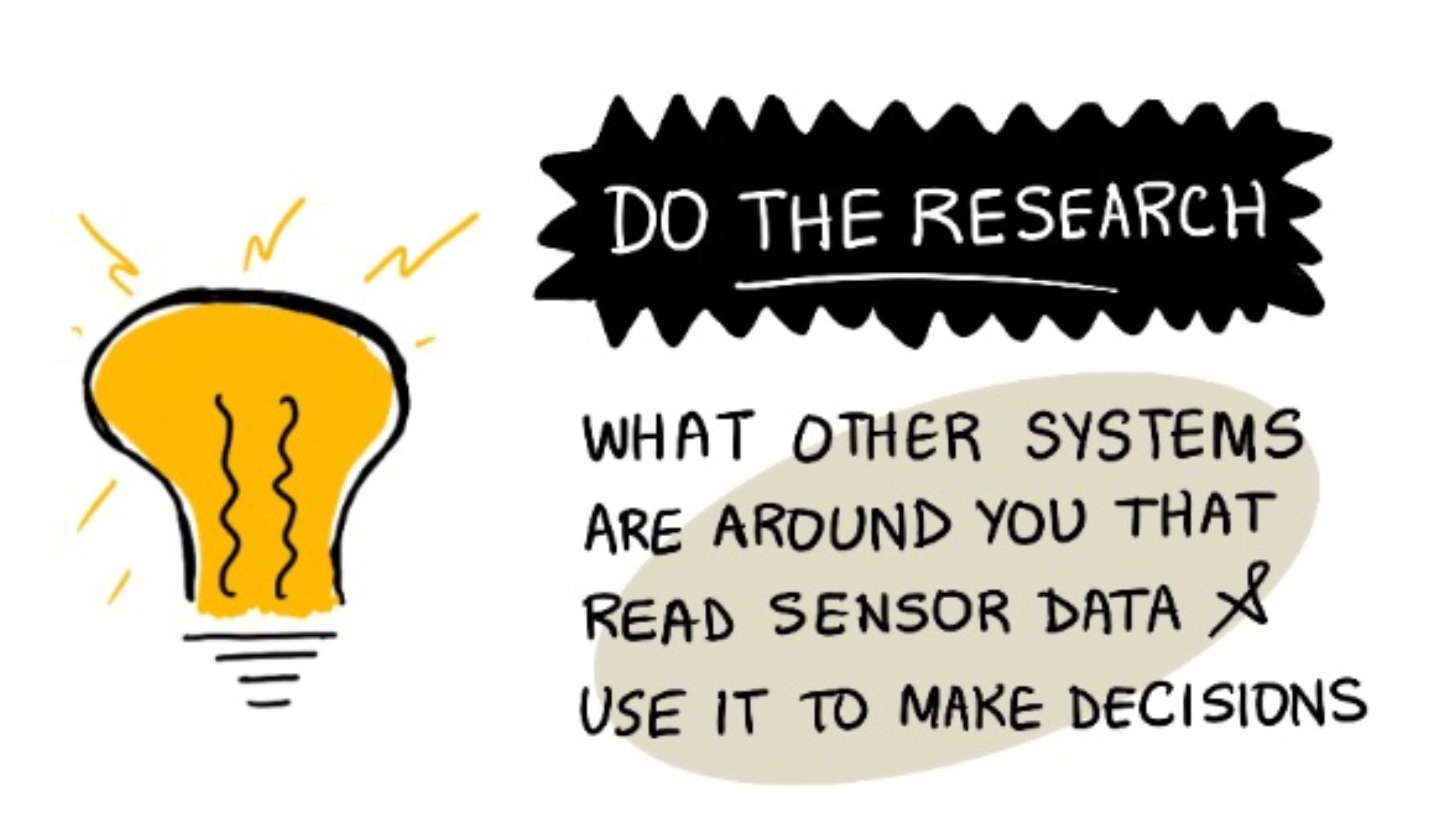 DO THE RESEARCH
WHAT OTHER SYSTEMS
ARE AROUND YOU THAT
READ SENSOR DATA &
USE IT TO MAKE DECISIONS